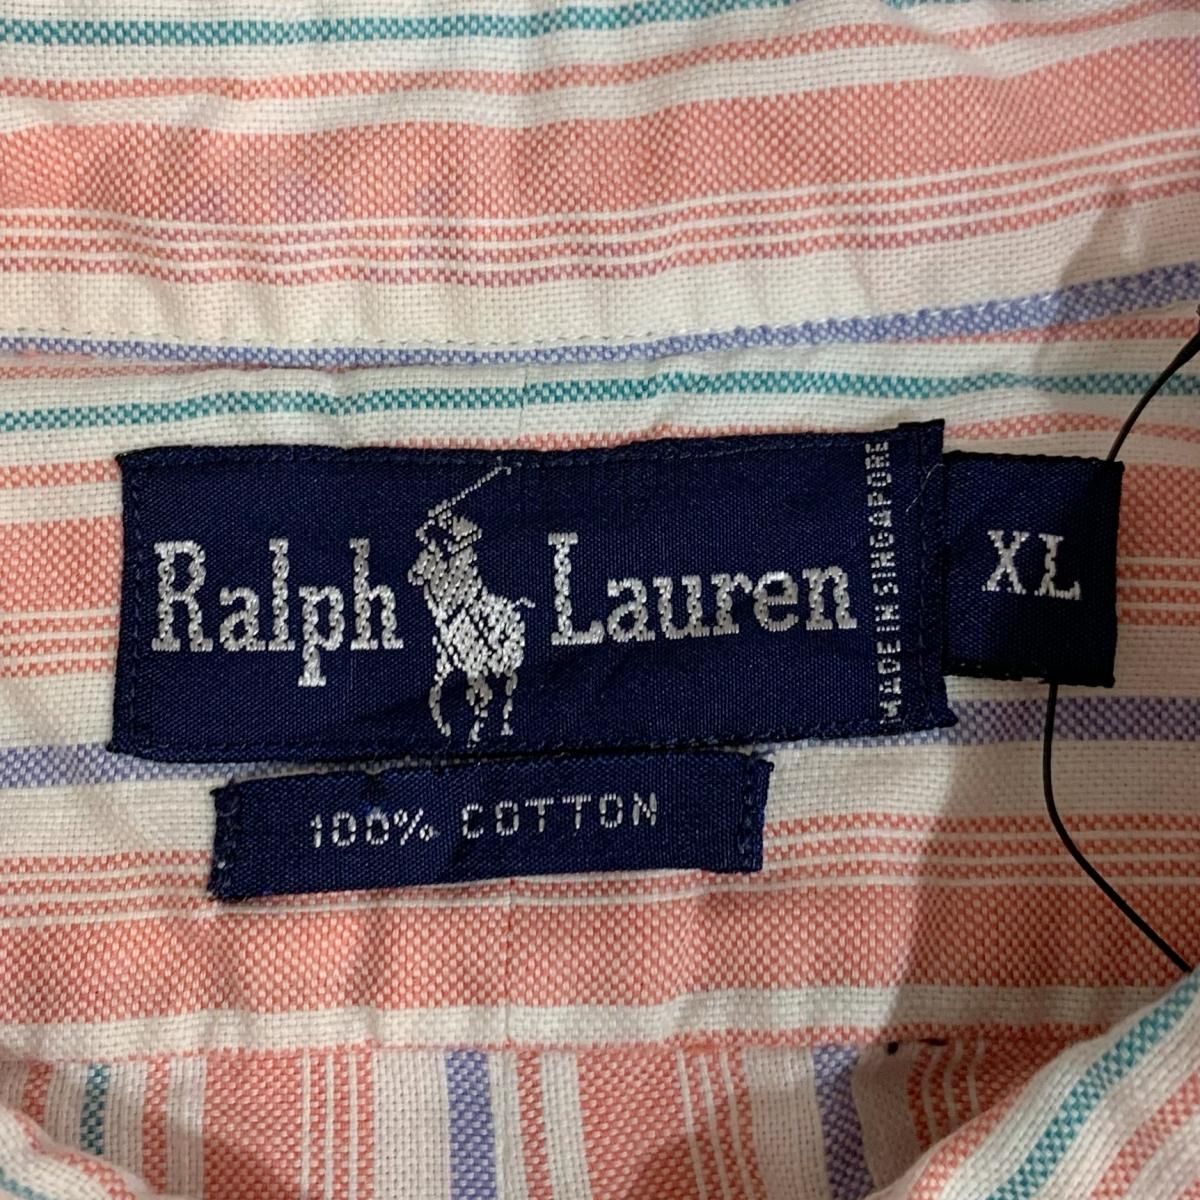 Ralph Lauren
MADE IN SINGAPORE
XL
100% COTTON